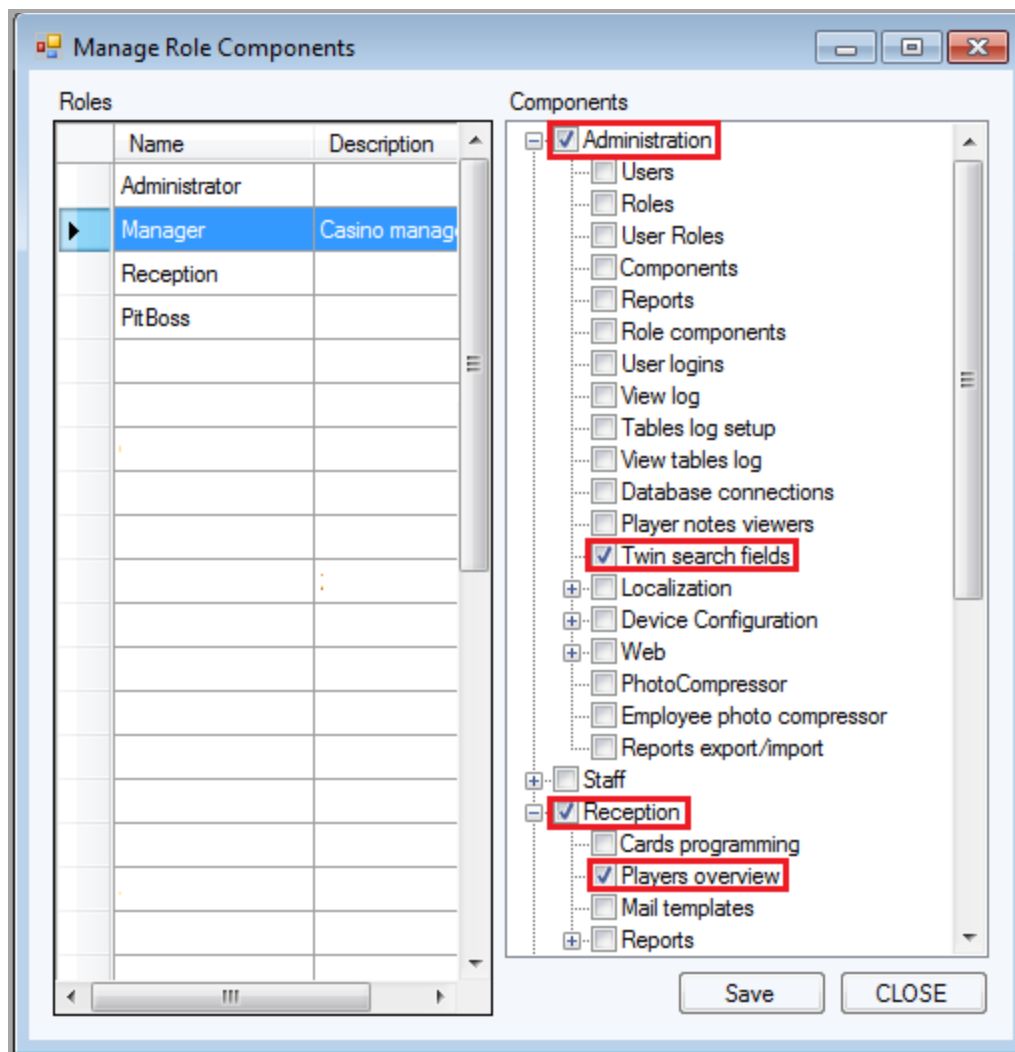 Manage Role Components
Roles
Name Description
Administrator
Manager Casino manag
Reception
PitBoss
Components
Administration
Users
Roles
User Roles
Components
Reports
Role components
User logins
View log
Tables log setup
View tables log
Database connections
Player notes viewers
Twin search fields
Localization
Device Configuration
Web
PhotoCompressor
Employee photo compressor
Reports export/import
Staff
Reception
Cards programming
Players overview
Mail templates
Reports
Save CLOSE